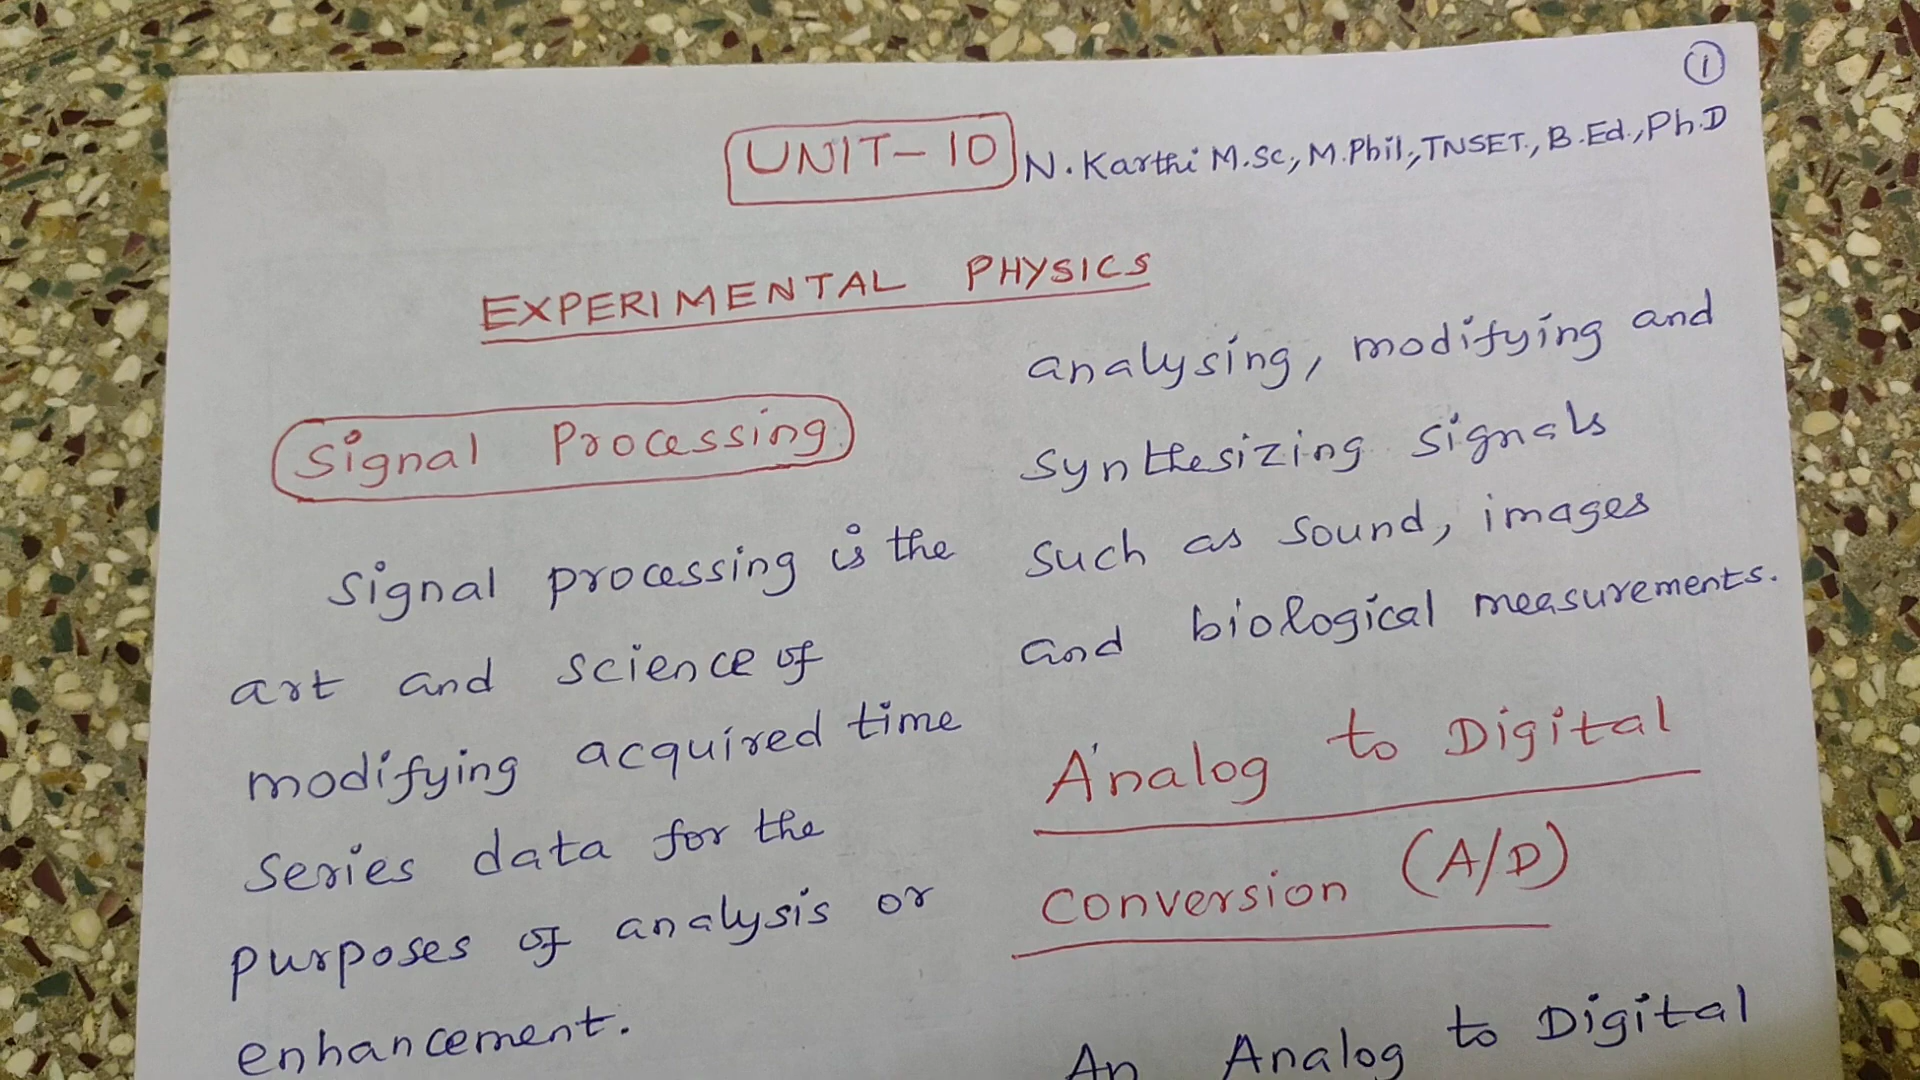 1
UNIT-10 N. Karthi M.Sc., M.Phil., TNSET., B.Ed., Ph.D
EXPERIMENTAL PHYSICS
Signal Processing
Signal processing is the
art and science of
modifying acquired time
series data for the
purposes of analysis or
enhancement.
analysing, modifying and
synthesizing signals
such as sound, images
and biological measurements.
Analog to Digital
conversion (A/D)
An Analog to Digital